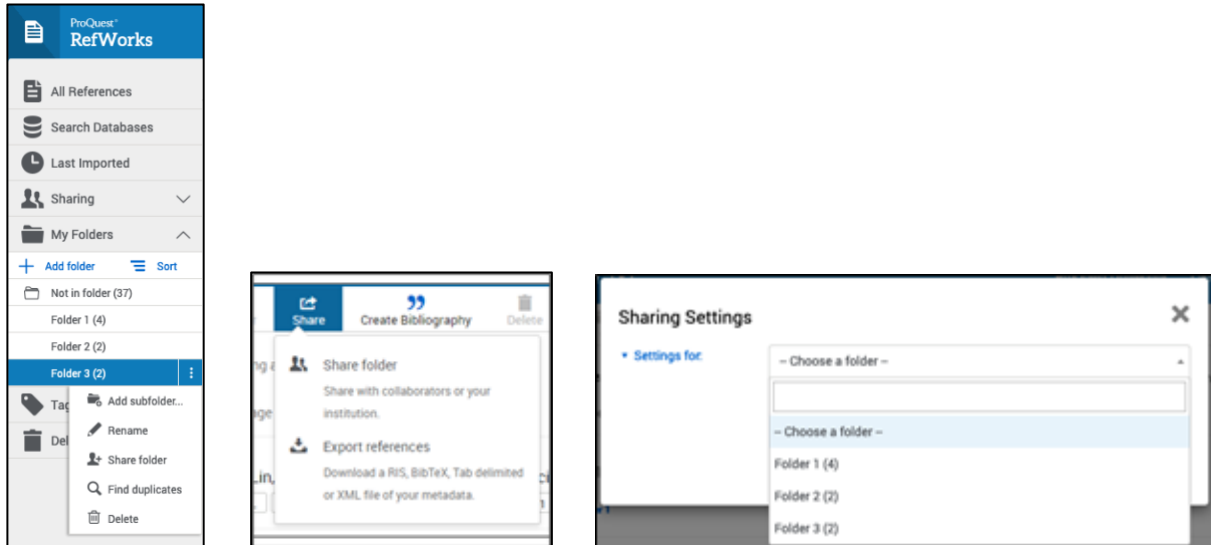 ProQuest
RefWorks
All References
Search Databases
Last Imported
Sharing
My Folders
Add folder Sort
Not in folder (37)
Folder 1 (4)
Folder 2 (2)
Folder 3 (2)
Tag
Del
Add subfolder...
Rename
Share folder
Find duplicates
Delete
Share Create Bibliography Delete
Share folder
Share with collaborators or your
institution.
Export references
Download a RIS, BibTeX, Tab delimited
or XML file of your metadata.
Sharing Settings
Settings for:
-- Choose a folder --
-- Choose a folder --
Folder 1 (4)
Folder 2 (2)
Folder 3 (2)